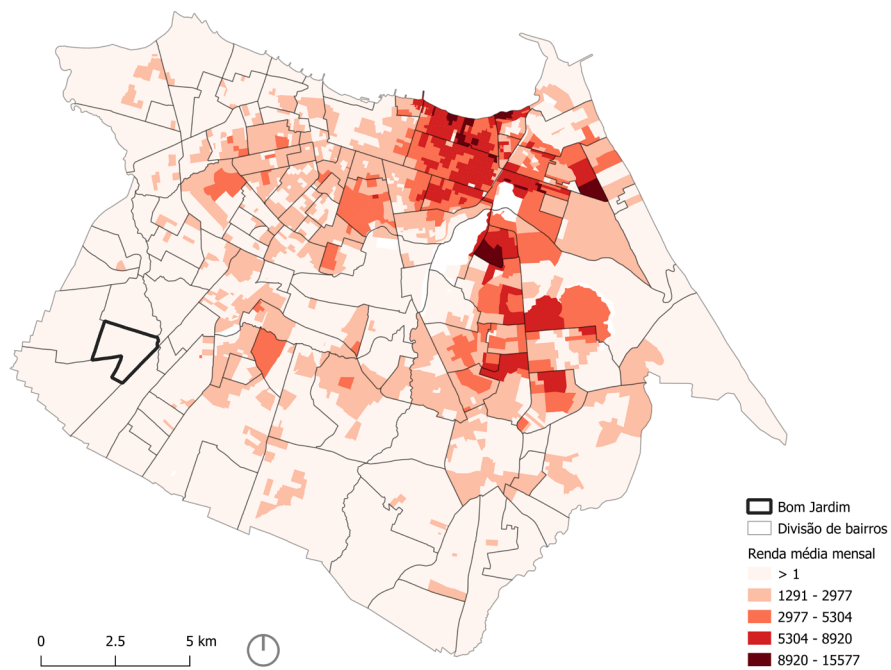 Bom Jardim
Divisão de bairros
Renda média mensal
> 1
1291 - 2977
2977 - 5304
5304 - 8920
8920 - 15577
0 2.5 5 km